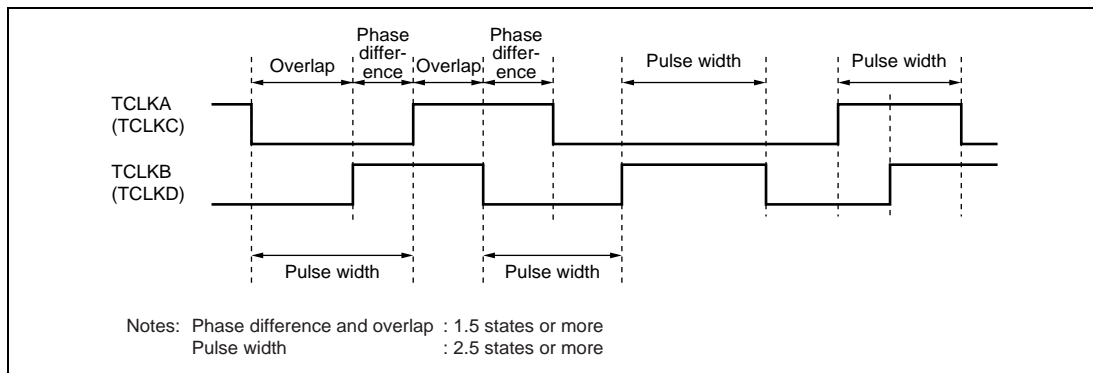 Overlap
Phase
differ-
ence
Overlap
Phase
differ-
ence
Pulse width
Pulse width
TCLKA
(TCLKC)
TCLKB
(TCLKD)
Pulse width
Pulse width
Notes: Phase difference and overlap : 1.5 states or more
Pulse width : 2.5 states or more